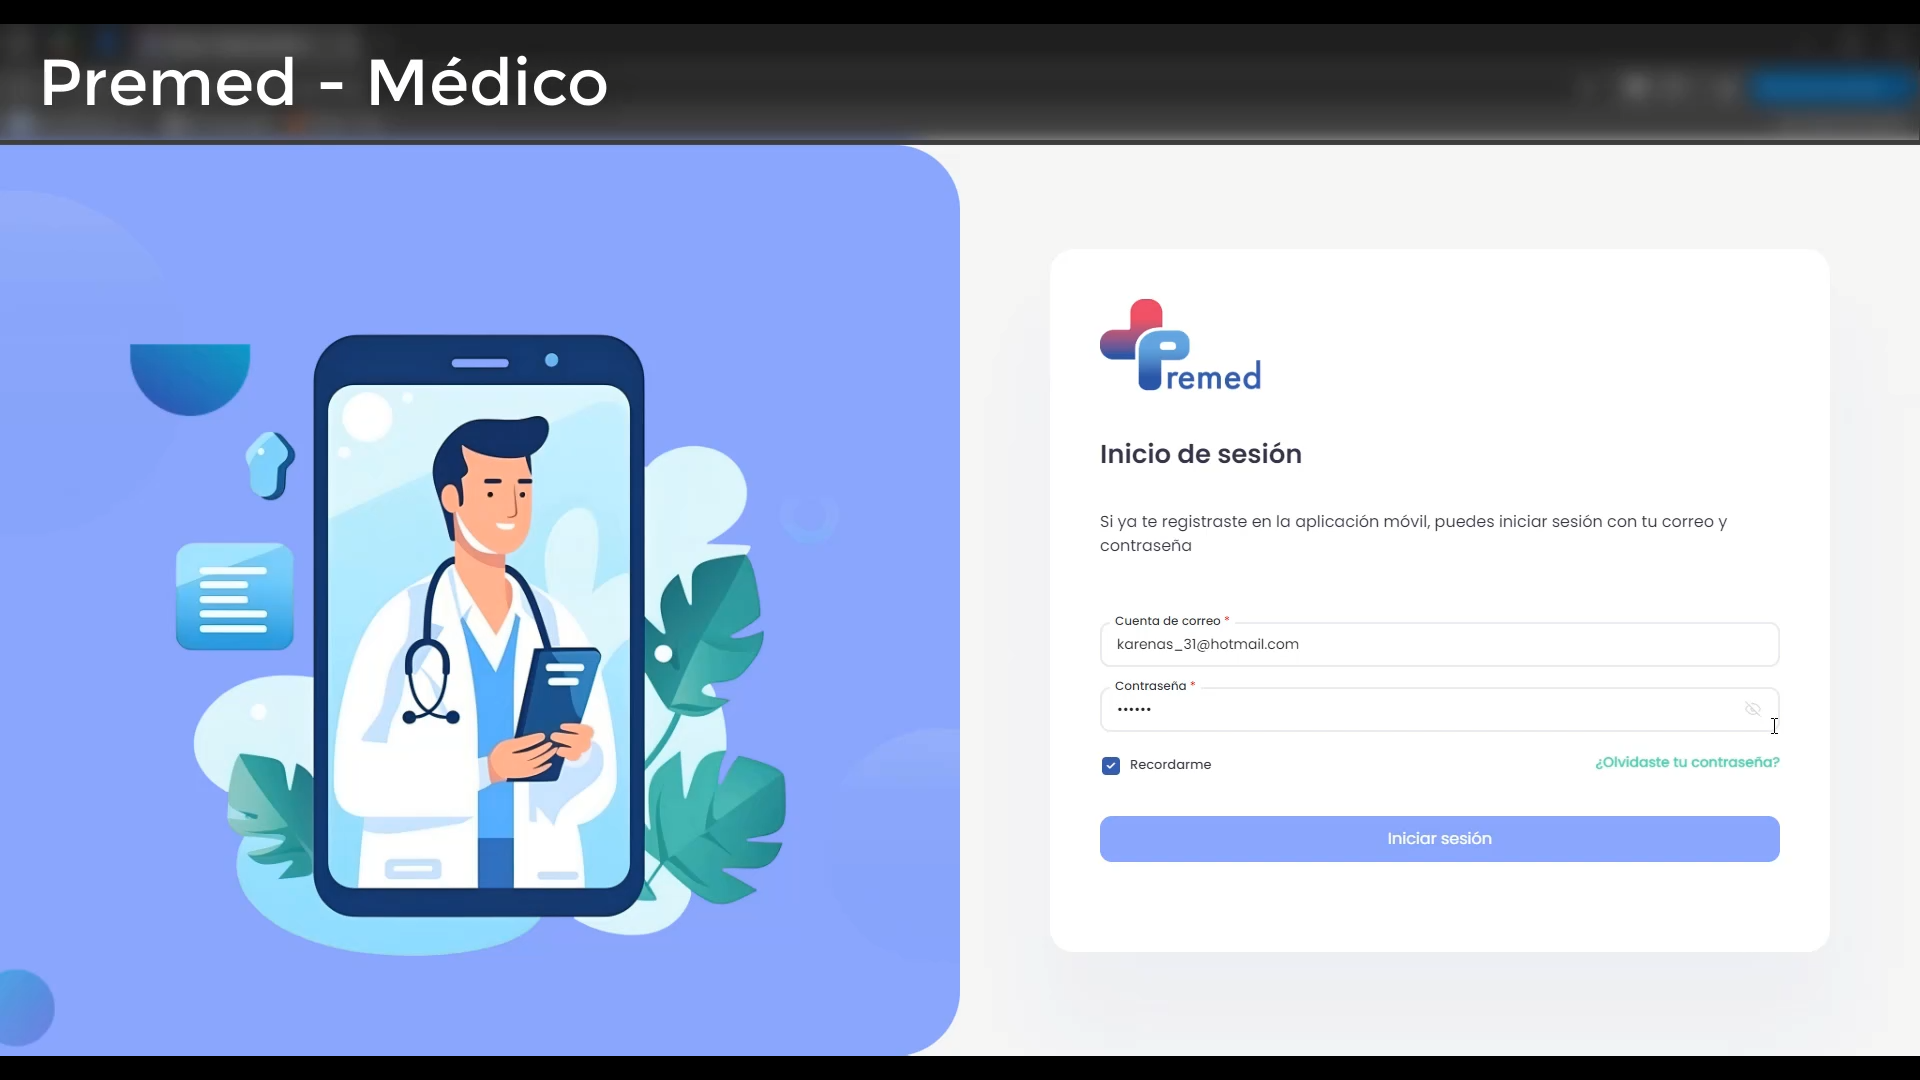 Premed - Médico
Premed
Inicio de sesión
Si ya te registraste en la aplicación móvil, puedes iniciar sesión con tu correo y
contraseña
Cuenta de correo *
karenas_31@hotmail.com
Contraseña *
••••••
Recordarme
¿Olvidaste tu contraseña?
Iniciar sesión